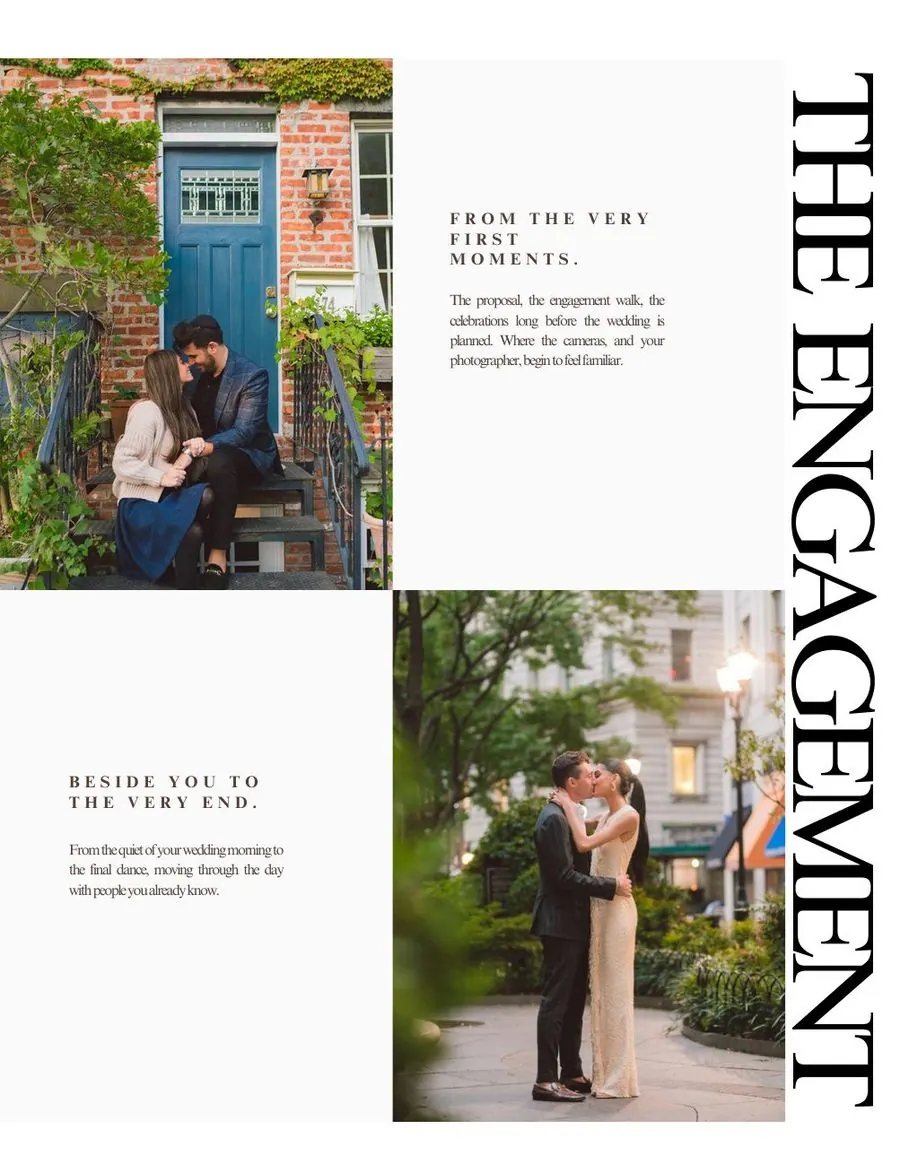 FROM THE VERY
FIRST
MOMENTS.
The proposal, the engagement walk, the
celebrations long before the wedding is
planned. Where the cameras, and your
photographer, begin to feel familiar.
THE ENGAGEMENT
BESIDE YOU TO
THE VERY END.
From the quiet of your wedding morning to
the final dance, moving through the day
with people you already know.